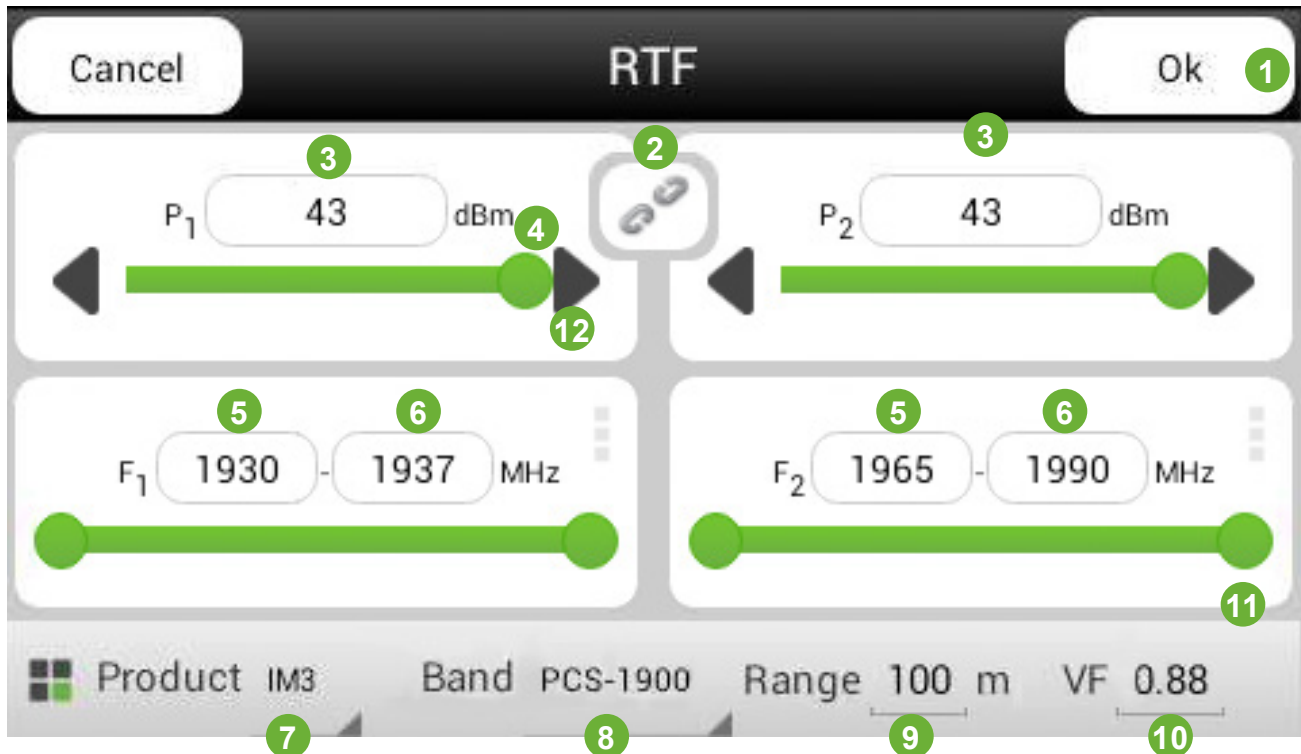 Cancel RTF Ok 1
3 2 3
P1 43 dBm 4 P2 43 dBm
12
5 6 5 6
F1 1930 - 1937 MHz F2 1965 - 1990 MHz
11
Product IM3 Band PCS-1900 Range 100 m VF 0.88
7 8 9 10